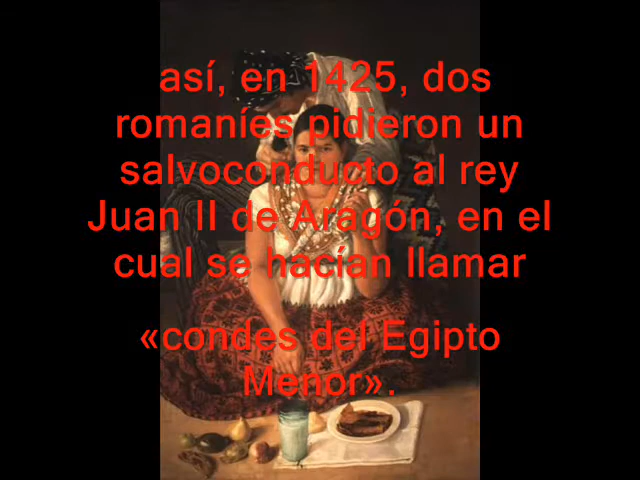 así, en 1425, dos
romaníes pidieron un
salvoconducto al rey
Juan II de Aragón, en el
cual se hacían llamar
«condes del Egipto
Menor».